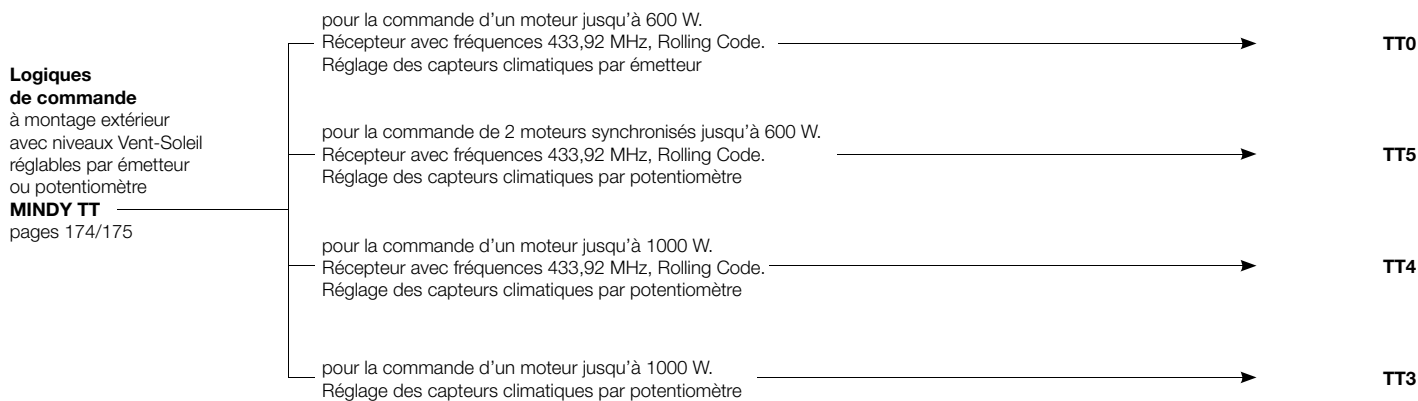 Logiques
de commande
à montage extérieur
avec niveaux Vent-Soleil
réglables par émetteur
ou potentiomètre
MINDY TT
pages 174/175
pour la commande d'un moteur jusqu'à 600 W.
Récepteur avec fréquences 433,92 MHz, Rolling Code.
Réglage des capteurs climatiques par émetteur
TT0
pour la commande de 2 moteurs synchronisés jusqu'à 600 W.
Récepteur avec fréquences 433,92 MHz, Rolling Code.
Réglage des capteurs climatiques par potentiomètre
TT5
pour la commande d'un moteur jusqu'à 1000 W.
Récepteur avec fréquences 433,92 MHz, Rolling Code.
Réglage des capteurs climatiques par potentiomètre
TT4
pour la commande d'un moteur jusqu'à 1000 W.
Réglage des capteurs climatiques par potentiomètre
TT3